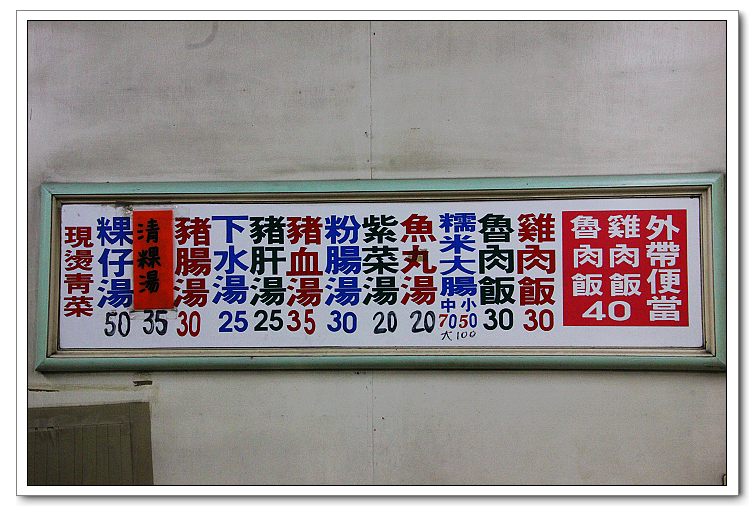 外帶便當
雞肉飯
魯肉飯
40
雞肉飯 30
魯肉飯 30
糯米大腸 小50 中70 大100
魚丸湯 20
紫菜湯 20
粉腸湯 30
豬血湯 35
豬肝湯 25
下水湯 25
豬腸湯 30
清粿湯 35
粿仔湯 50
現燙青菜